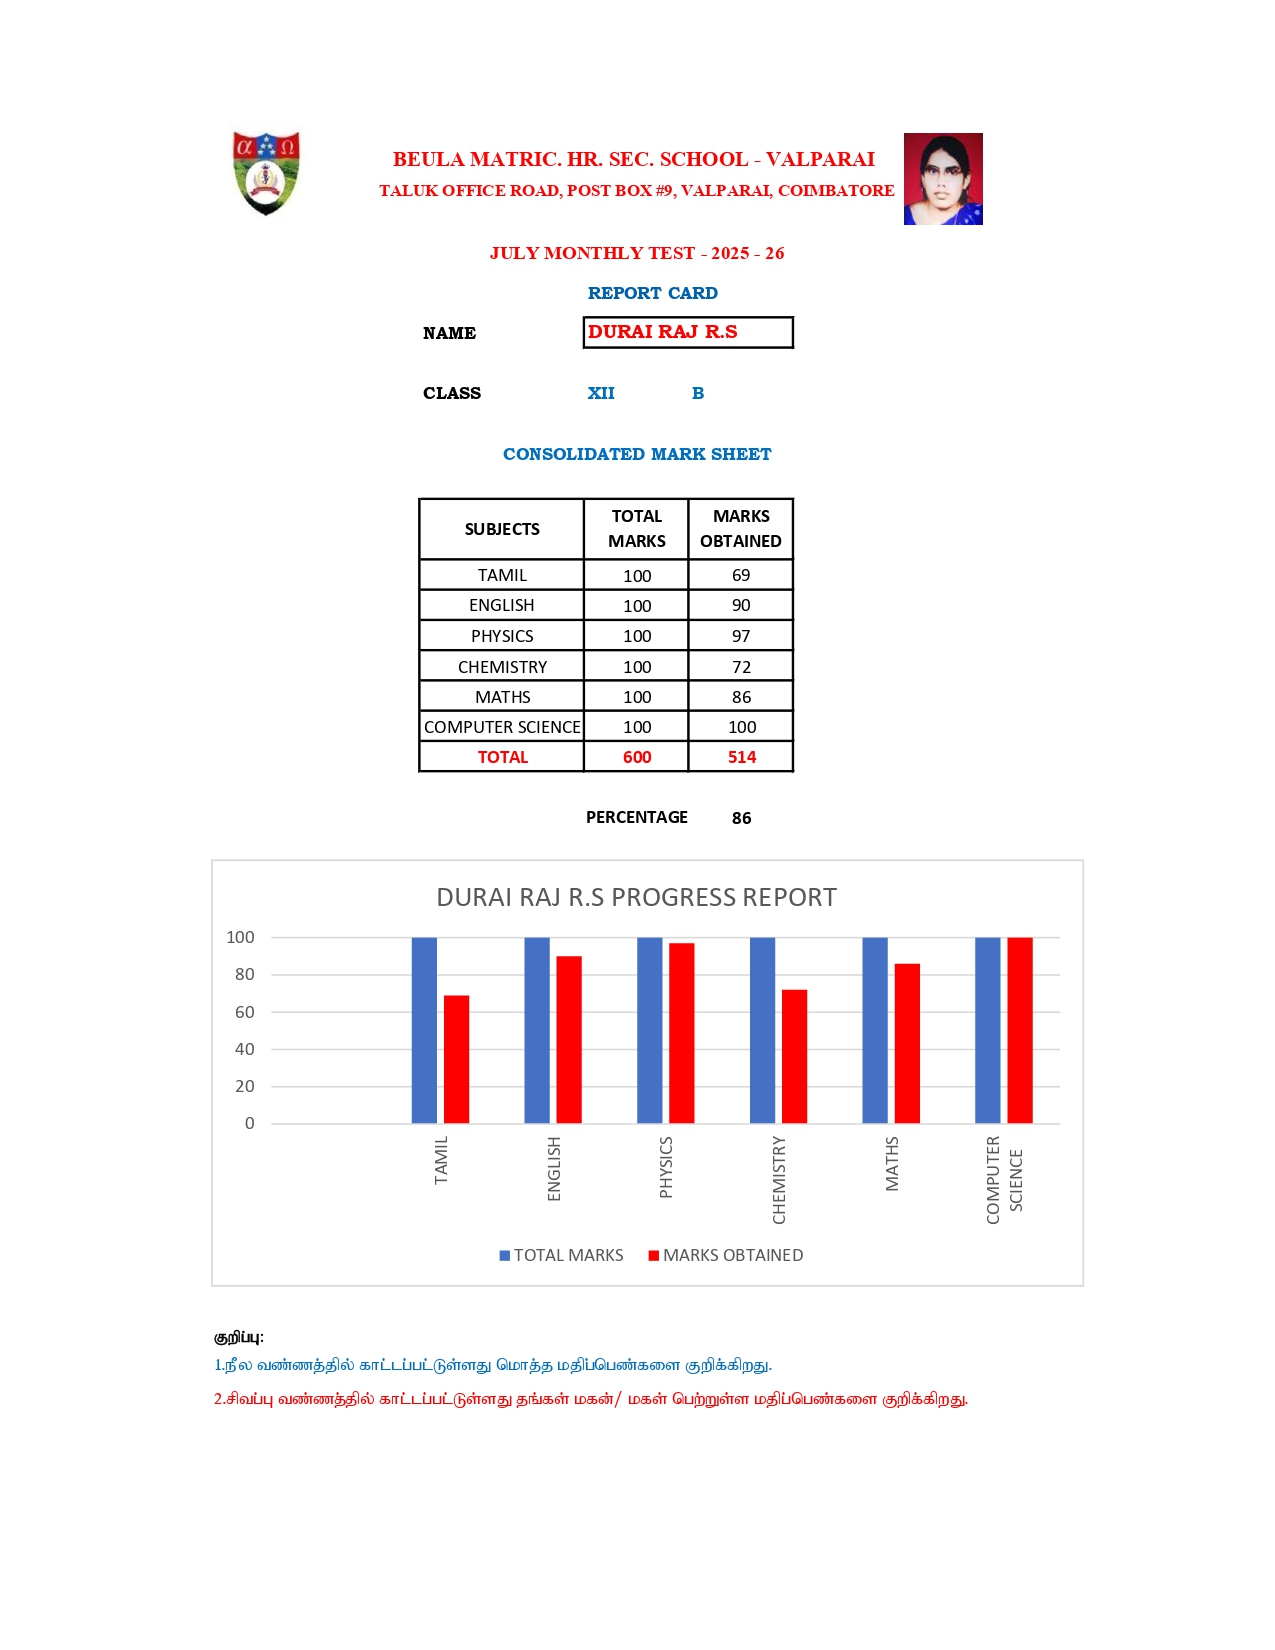 α Ω
BEULA MATRIC. HR. SEC. SCHOOL - VALPARAI
TALUK OFFICE ROAD, POST BOX #9, VALPARAI, COIMBATORE
JULY MONTHLY TEST - 2025 - 26
REPORT CARD
NAME DURAI RAJ R.S
CLASS XII B
CONSOLIDATED MARK SHEET
SUBJECTS TOTAL MARKS MARKS OBTAINED
TAMIL 100 69
ENGLISH 100 90
PHYSICS 100 97
CHEMISTRY 100 72
MATHS 100 86
COMPUTER SCIENCE 100 100
TOTAL 600 514
PERCENTAGE 86
DURAI RAJ R.S PROGRESS REPORT
100
80
60
40
20
0
TAMIL ENGLISH PHYSICS CHEMISTRY MATHS COMPUTER SCIENCE
TOTAL MARKS MARKS OBTAINED
குறிப்பு:
1.நீல வண்ணத்தில் காட்டப்பட்டுள்ளது மொத்த மதிப்பெண்களை குறிக்கிறது.
2.சிவப்பு வண்ணத்தில் காட்டப்பட்டுள்ளது தங்கள் மகன்/ மகள் பெற்றுள்ள மதிப்பெண்களை குறிக்கிறது.